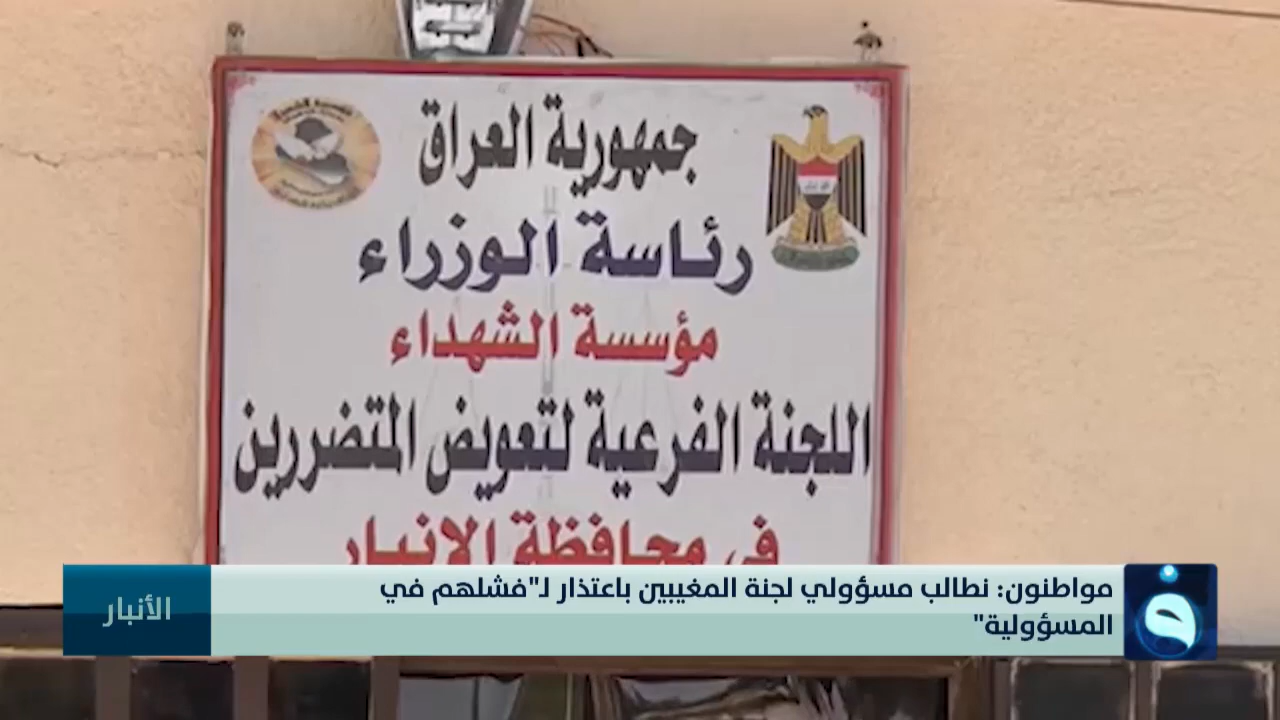 جمهورية العراق
رئاسة الوزراء
مؤسسة الشهداء
اللجنة الفرعية لتعويض المتضررين
في محافظة الانبار
مواطنون: نطالب مسؤولي لجنة المغيبين باعتذار لـ"فشلهم في
المسؤولية"
الأنبار